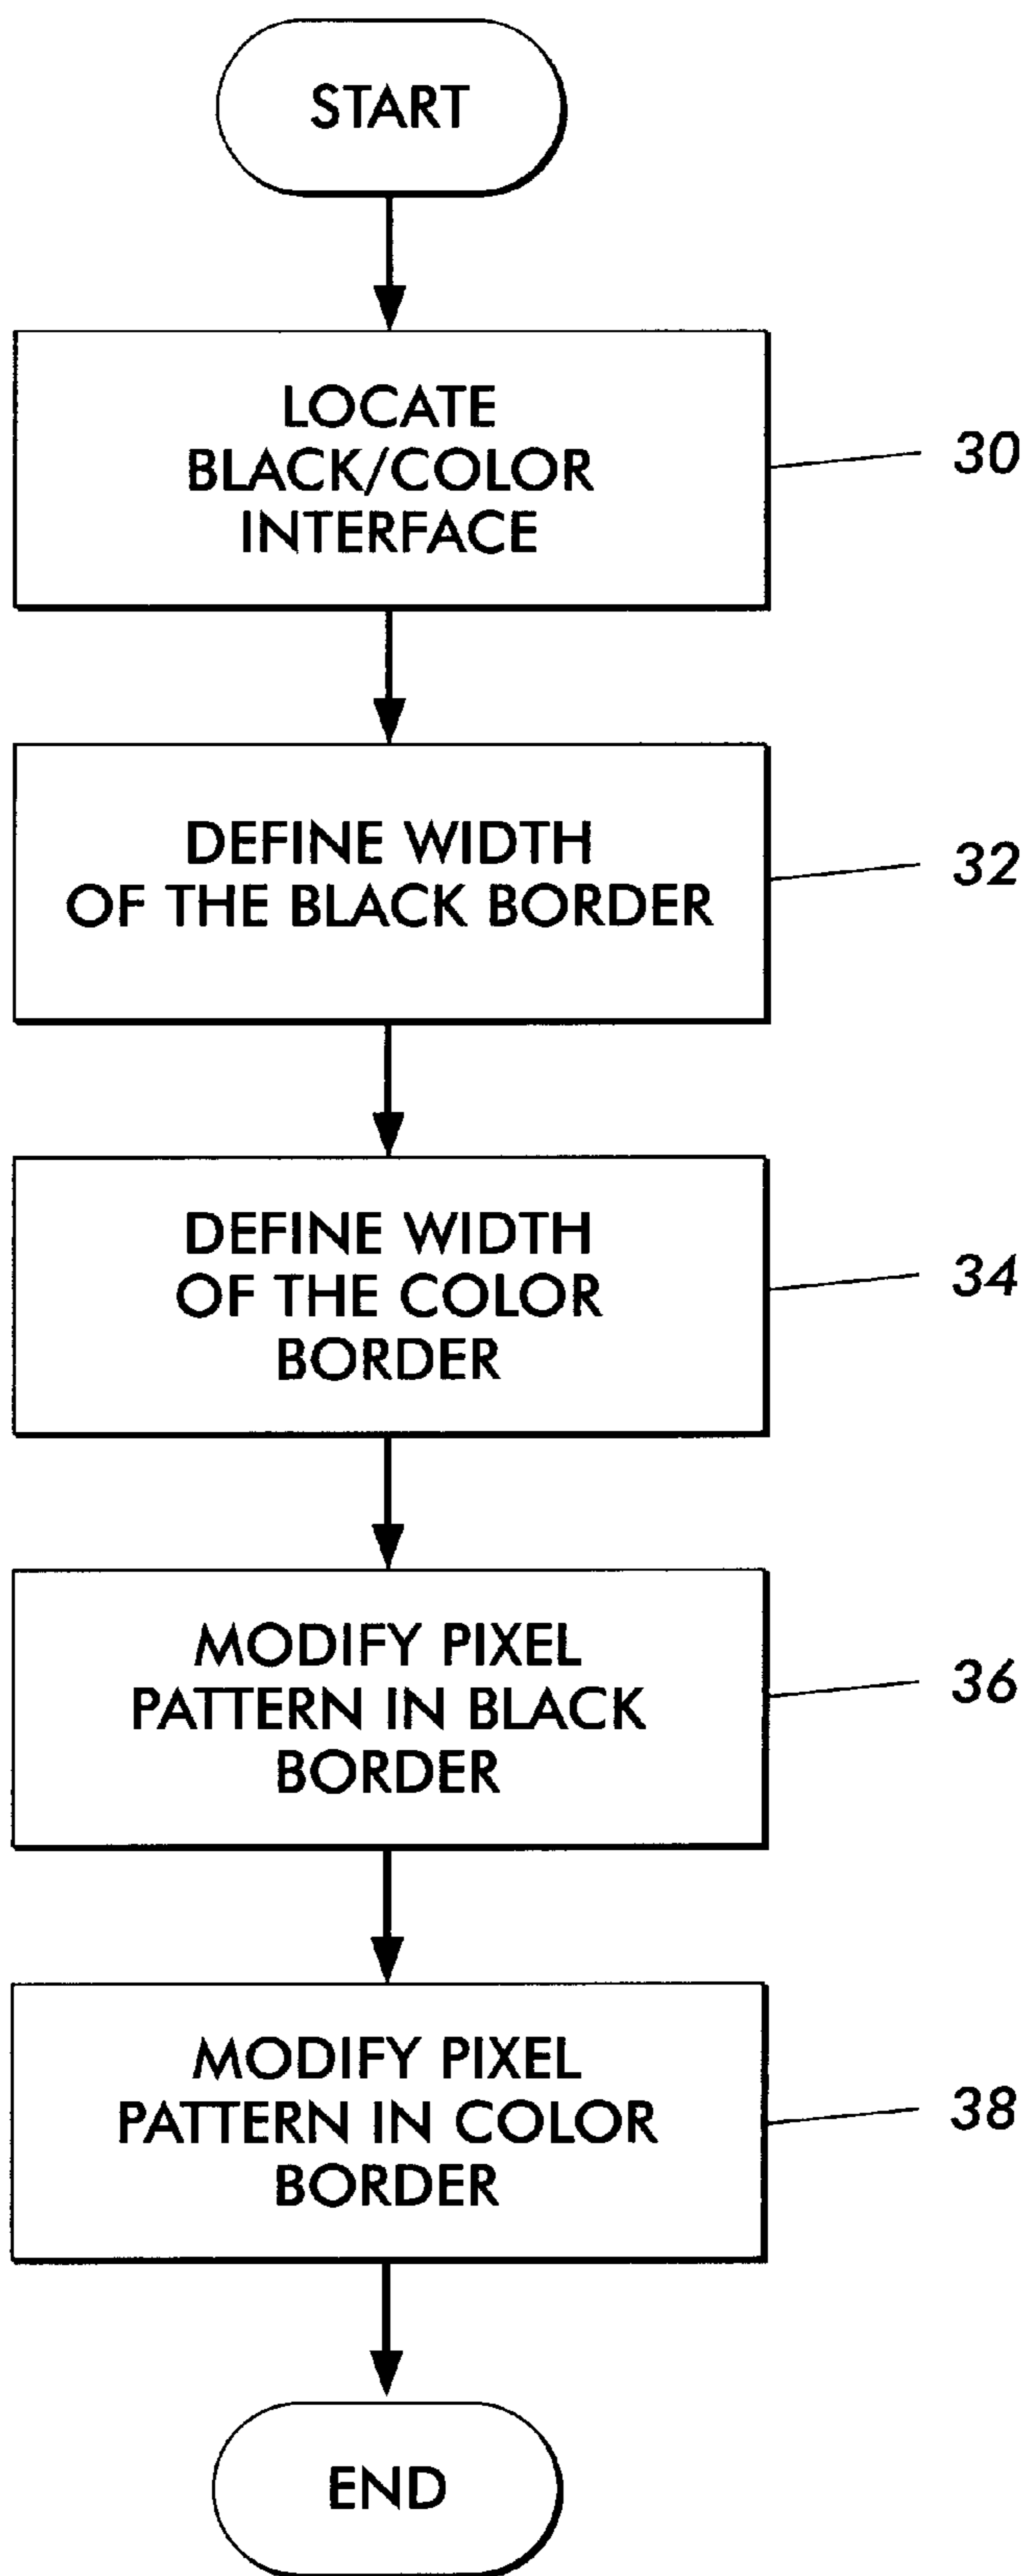 START
LOCATE
BLACK/COLOR
INTERFACE
30
DEFINE WIDTH
OF THE BLACK BORDER
32
DEFINE WIDTH
OF THE COLOR
BORDER
34
MODIFY PIXEL
PATTERN IN BLACK
BORDER
36
MODIFY PIXEL
PATTERN IN COLOR
BORDER
38
END